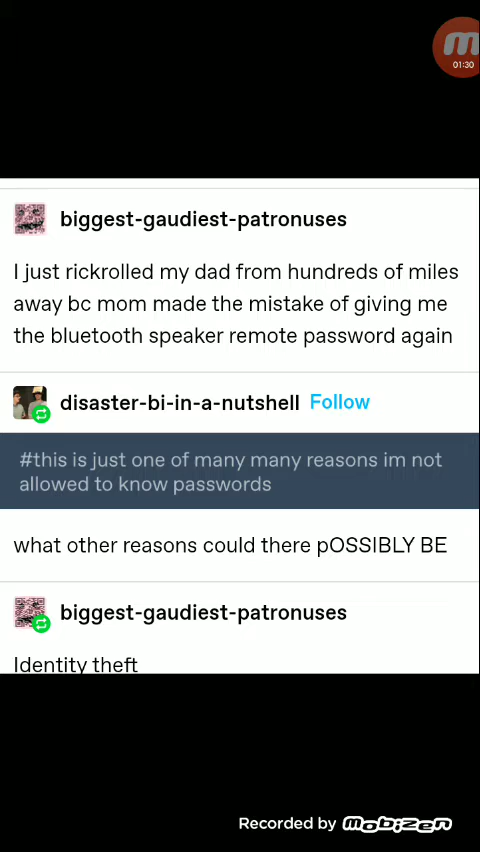 01:30
biggest-gaudiest-patronuses
I just rickrolled my dad from hundreds of miles
away bc mom made the mistake of giving me
the bluetooth speaker remote password again
disaster-bi-in-a-nutshell Follow
#this is just one of many many reasons im not
allowed to know passwords
what other reasons could there pOSSIBLY BE
biggest-gaudiest-patronuses
Identity theft
Recorded by mobizen